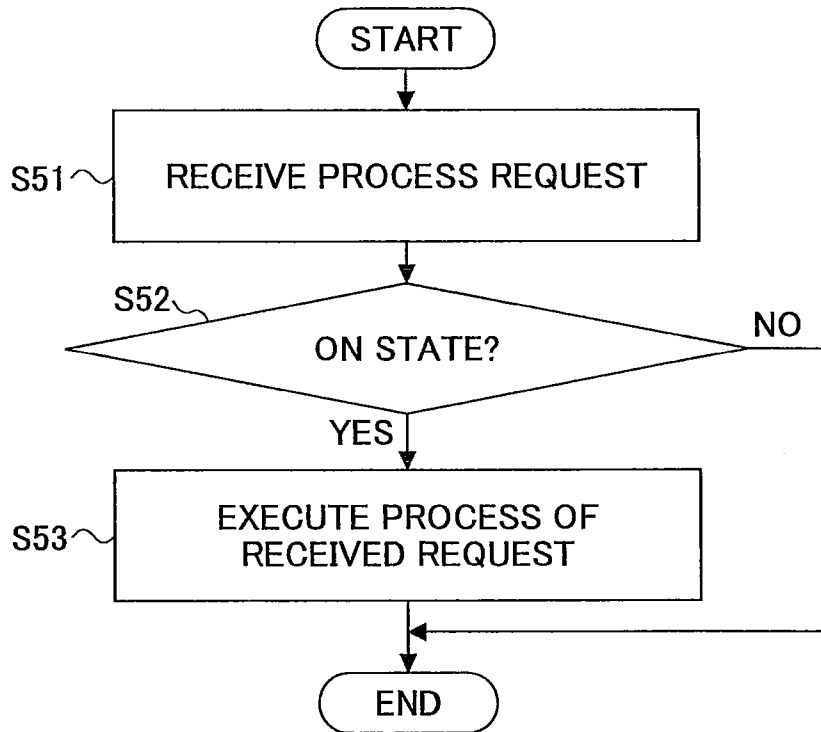 START
S51
RECEIVE PROCESS REQUEST
S52
ON STATE?
NO
YES
S53
EXECUTE PROCESS OF
RECEIVED REQUEST
END